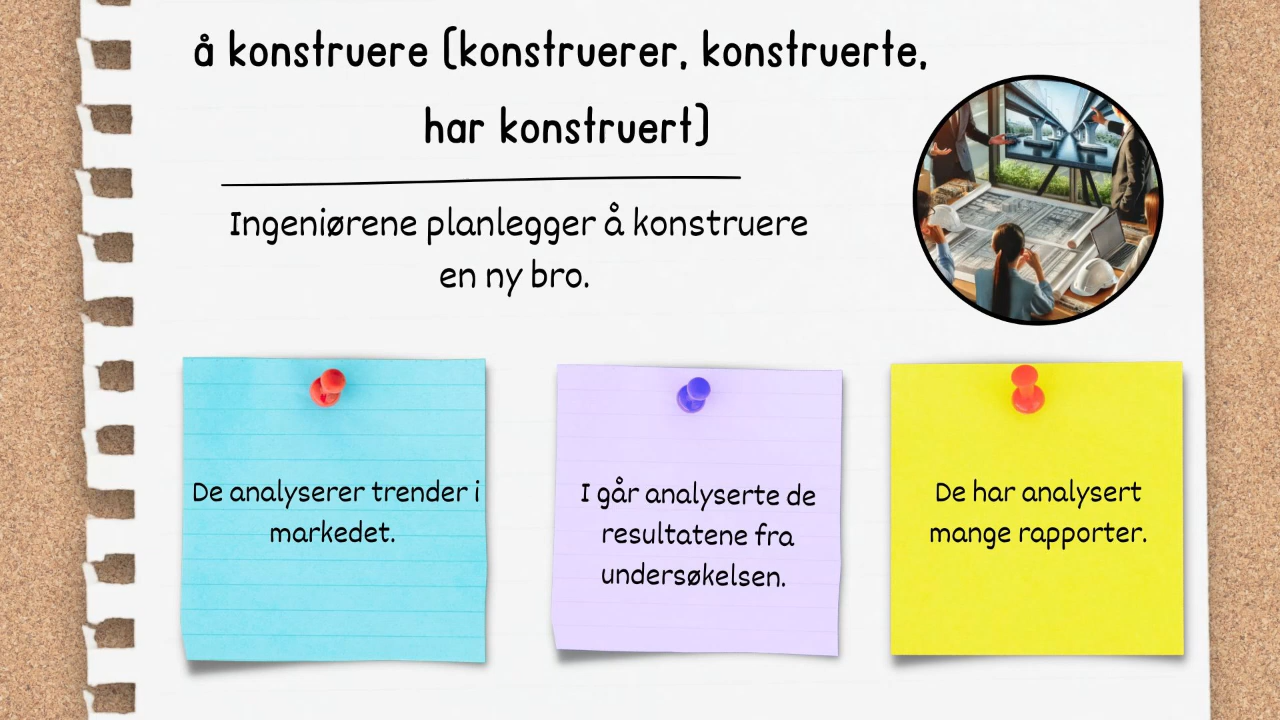 å konstruere (konstruerer, konstruerte,
har konstruert)
Ingeniørene planlegger å konstruere
en ny bro.
De analyserer trender i
markedet.
I går analyserte de
resultatene fra
undersøkelsen.
De har analysert
mange rapporter.